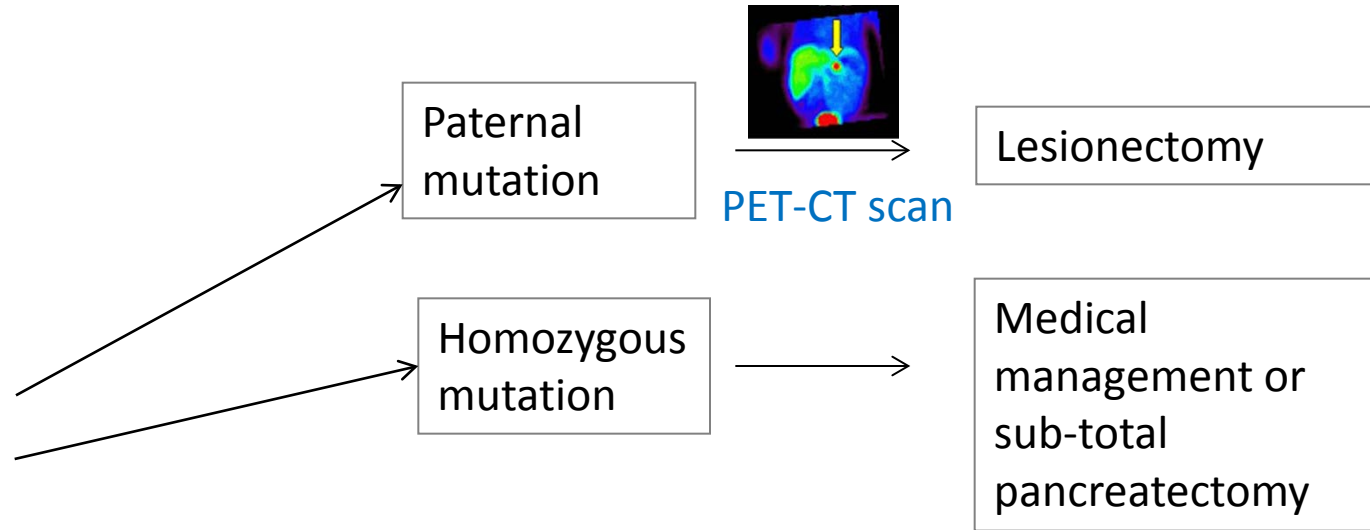 Paternal
mutation
PET-CT scan
Lesionectomy
Homozygous
mutation
Medical
management or
sub-total
pancreatectomy